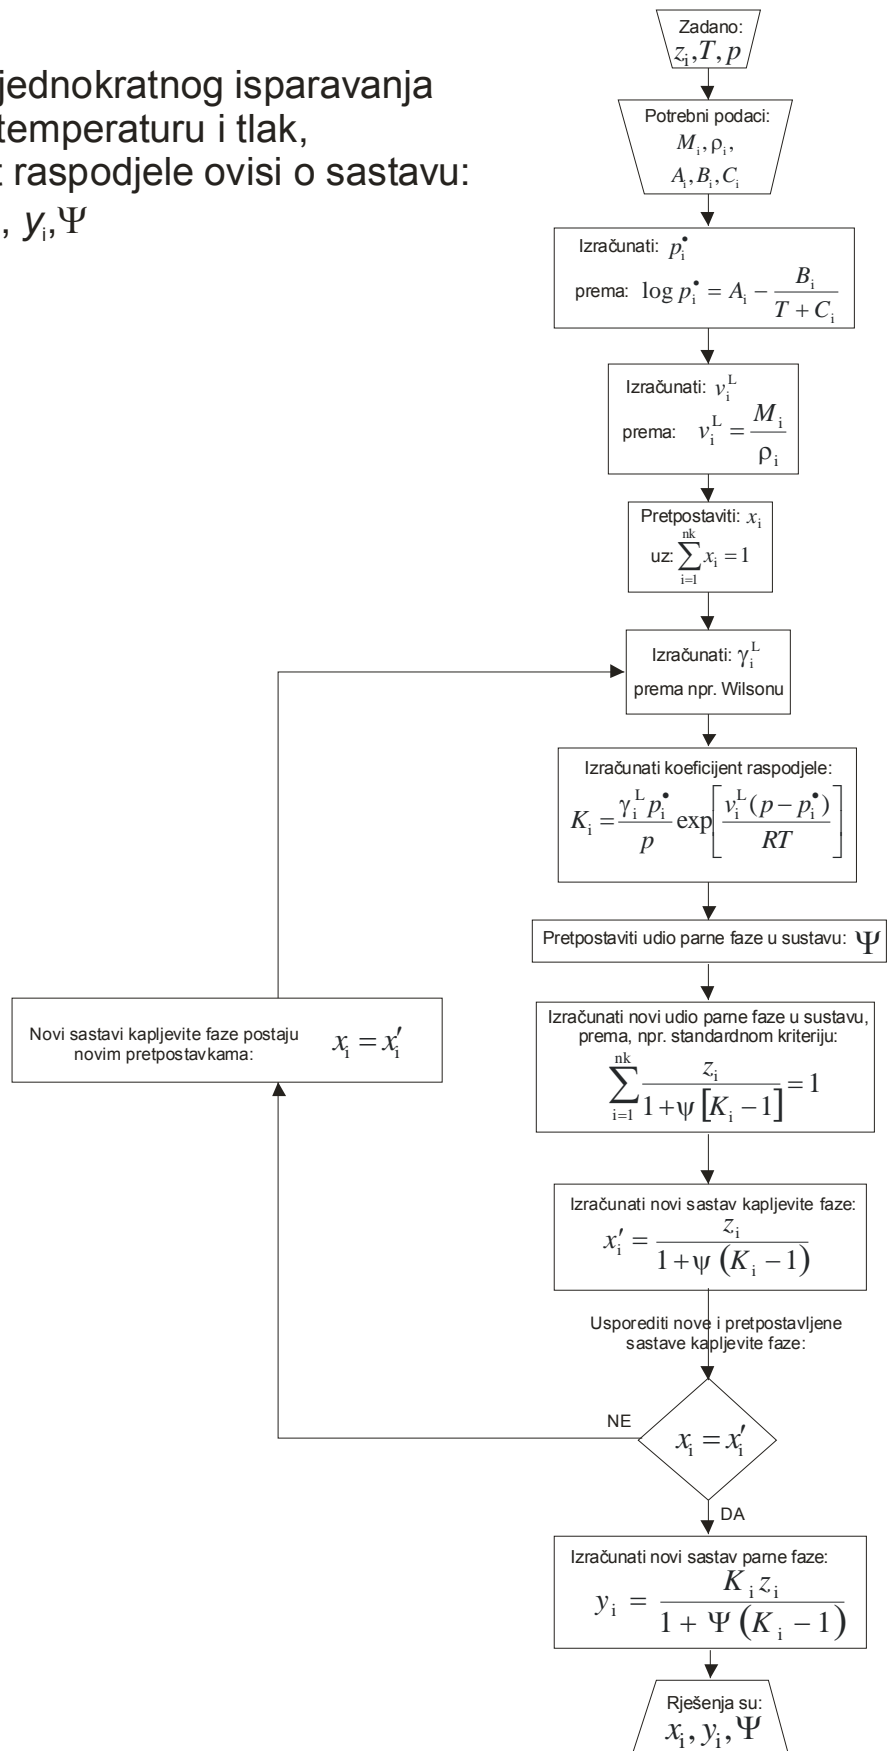 jednokratnog isparavanja
temperaturu i tlak,
raspodjele ovisi o sastavu:
, yᵢ,Ψ
Zadano:
zᵢ,T,p
Potrebni podaci:
Mᵢ,ρᵢ,
Aᵢ,Bᵢ,Cᵢ
Izračunati: pᵢ•
prema: log pᵢ• = Aᵢ − Bᵢ / (T + Cᵢ)
Izračunati: vᵢᴸ
prema: vᵢᴸ = Mᵢ / ρᵢ
Pretpostaviti: xᵢ
uz: ∑_{i=1}^{nk} xᵢ = 1
Izračunati: γᵢᴸ
prema npr. Wilsonu
Izračunati koeficijent raspodjele:
Kᵢ = (γᵢᴸ pᵢ• / p) exp[vᵢᴸ(p − pᵢ•) / RT]
Pretpostaviti udio parne faze u sustavu: Ψ
Izračunati novi udio parne faze u sustavu,
prema, npr. standardnom kriteriju:
∑_{i=1}^{nk} zᵢ / (1+ψ[Kᵢ −1]) = 1
Novi sastavi kapljevite faze postaju
novim pretpostavkama: xᵢ = xᵢ′
Izračunati novi sastav kapljevite faze:
xᵢ′ = zᵢ / (1+ψ (Kᵢ −1))
Usporediti nove i pretpostavljene
sastave kapljevite faze:
NE
xᵢ = xᵢ′
DA
Izračunati novi sastav parne faze:
yᵢ = Kᵢ zᵢ / (1+ Ψ (Kᵢ −1))
Rješenja su:
xᵢ, yᵢ,Ψ